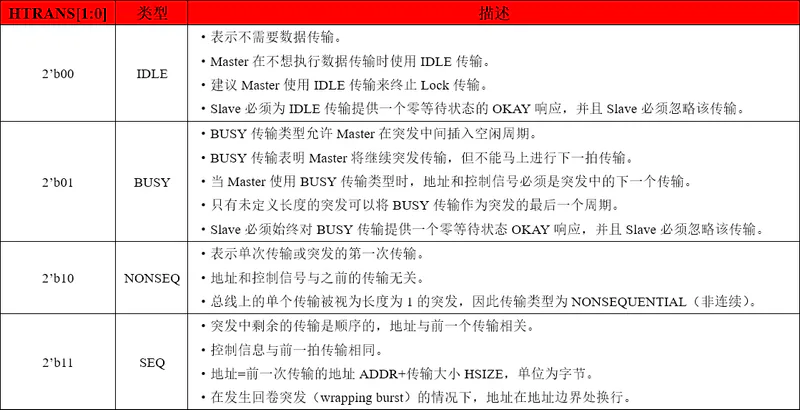 HTRANS[1:0] 类型 描述
2’b00 IDLE
·表示不需要数据传输。
·Master 在不想执行数据传输时使用 IDLE 传输。
·建议 Master 使用 IDLE 传输来终止 Lock 传输。
·Slave 必须为 IDLE 传输提供一个零等待状态的 OKAY 响应，并且 Slave 必须忽略该传输。
2’b01 BUSY
·BUSY 传输类型允许 Master 在突发中间插入空闲周期。
·BUSY 传输表明 Master 将继续突发传输，但不能马上进行下一拍传输。
·当 Master 使用 BUSY 传输类型时，地址和控制信号必须是突发中的下一个传输。
·只有未定义长度的突发可以将 BUSY 传输作为突发的最后一个周期。
·Slave 必须始终对 BUSY 传输提供一个零等待状态 OKAY 响应，并且 Slave 必须忽略该传输。
2’b10 NONSEQ
·表示单次传输或突发的第一次传输。
·地址和控制信号与之前的传输无关。
·总线上的单个传输被视为长度为 1 的突发，因此传输类型为 NONSEQUENTIAL（非连续）。
2’b11 SEQ
·突发中剩余的传输是顺序的，地址与前一个传输相关。
·控制信息与前一拍传输相同。
·地址=前一次传输的地址 ADDR+传输大小 HSIZE，单位为字节。
·在发生回卷突发（wrapping burst）的情况下，地址在地址边界处换行。